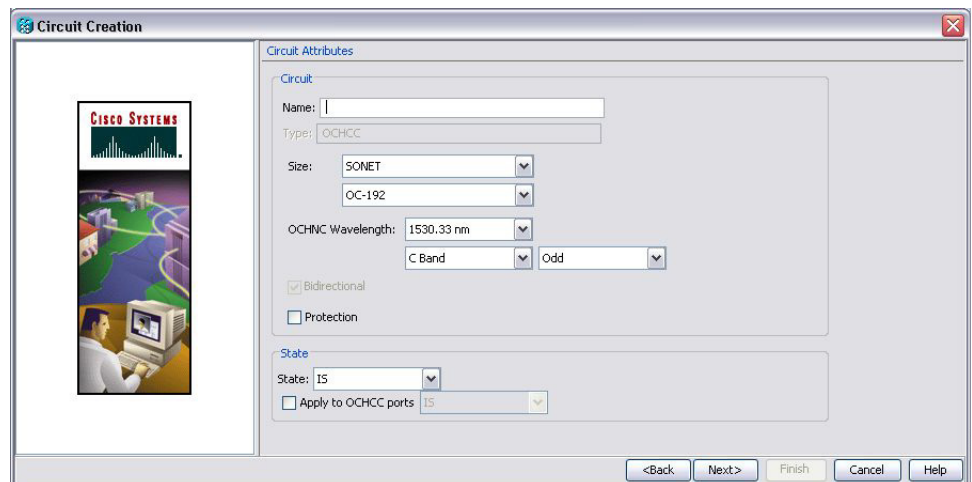 Circuit Creation
CISCO SYSTEMS
Circuit Attributes
Circuit
Name:
Type: OCHCC
Size: SONET
OC-192
OCHNC Wavelength: 1530.33 nm
C Band Odd
Bidirectional
Protection
State
State: IS
Apply to OCHCC ports IS
<Back Next> Finish Cancel Help